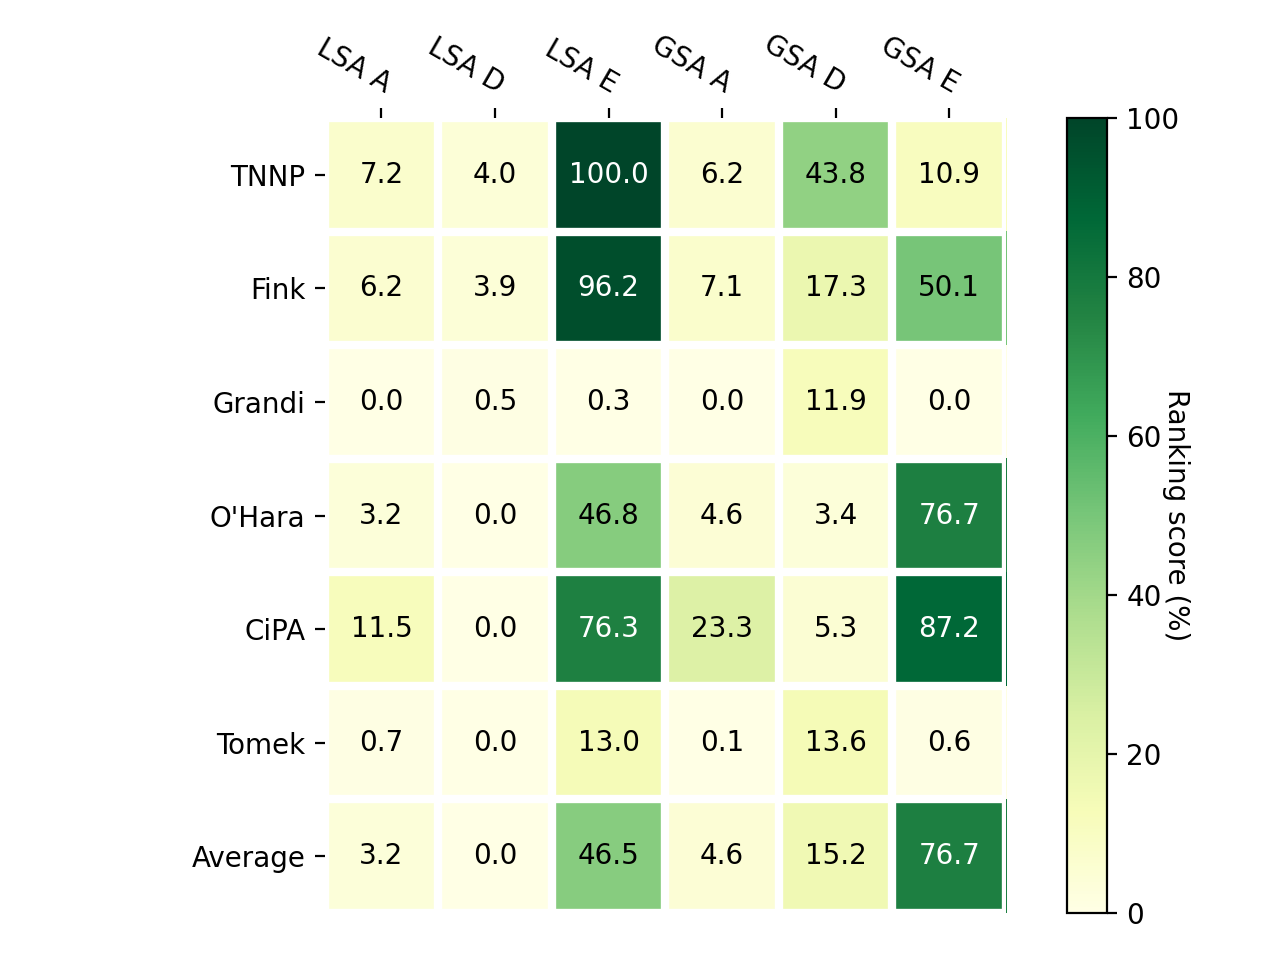 LSA A LSA D LSA E GSA A GSA D GSA E
TNNP 7.2 4.0 100.0 6.2 43.8 10.9
Fink 6.2 3.9 96.2 7.1 17.3 50.1
Grandi 0.0 0.5 0.3 0.0 11.9 0.0
O'Hara 3.2 0.0 46.8 4.6 3.4 76.7
CiPA 11.5 0.0 76.3 23.3 5.3 87.2
Tomek 0.7 0.0 13.0 0.1 13.6 0.6
Average 3.2 0.0 46.5 4.6 15.2 76.7
100
80
60
40
20
0
Ranking score (%)